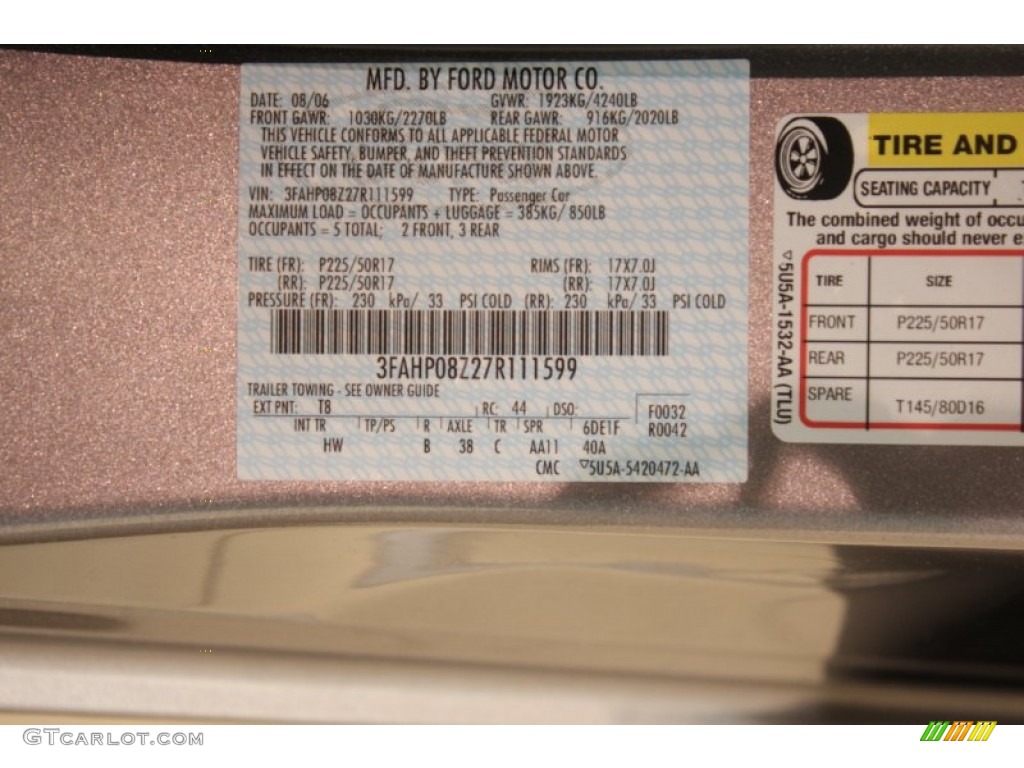 MFD. BY FORD MOTOR CO.
DATE: 08/06 GVWR: 1923KG/4240LB
FRONT GAWR: 1030KG/2270LB REAR GAWR: 916KG/2020LB
THIS VEHICLE CONFORMS TO ALL APPLICABLE FEDERAL MOTOR
VEHICLE SAFETY, BUMPER, AND THEFT PREVENTION STANDARDS
IN EFFECT ON THE DATE OF MANUFACTURE SHOWN ABOVE.
VIN: 3FAHP08Z27R111599 TYPE: Passenger Car
MAXIMUM LOAD = OCCUPANTS + LUGGAGE = 385KG/ 850LB
OCCUPANTS = 5 TOTAL; 2 FRONT, 3 REAR
TIRE (FR): P225/50R17 RIMS (FR): 17X7.0J
(RR): P225/50R17 (RR): 17X7.0J
PRESSURE (FR): 230 kPa/ 33 PSI COLD (RR): 230 kPa/ 33 PSI COLD
3FAHP08Z27R111599
TRAILER TOWING - SEE OWNER GUIDE
EXT PNT: T8 RC: 44 DSO: F0032
INT TR TP/PS R AXLE TR SPR 6DE1F R0042
HW B 38 C AA11 40A
CMC ▽5U5A-5420472-AA
TIRE AND
SEATING CAPACITY
The combined weight of occu
and cargo should never e
▽5U5A-1532-AA (TLU)
TIRE SIZE
FRONT P225/50R17
REAR P225/50R17
SPARE T145/80D16
GTCarlot.com